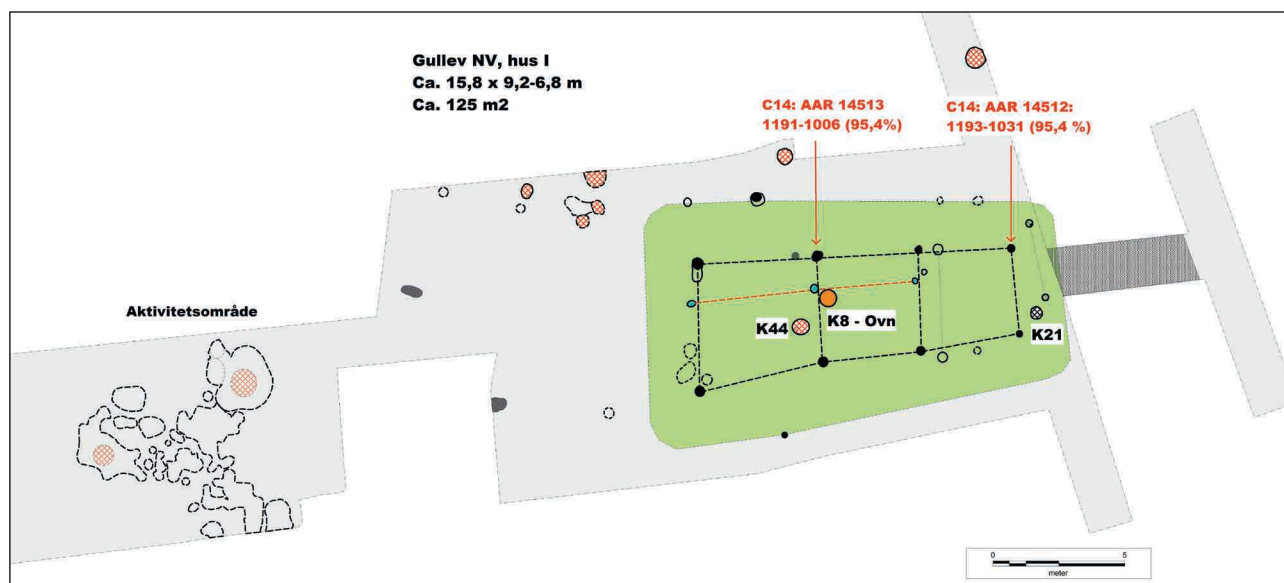 Gullev NV, hus I
Ca. 15,8 x 9,2-6,8 m
Ca. 125 m2
C14: AAR 14513
1191-1006 (95,4%)
C14: AAR 14512:
1193-1031 (95,4 %)
Aktivitetsområde
K44
K8 - Ovn
K21
0 5
meter